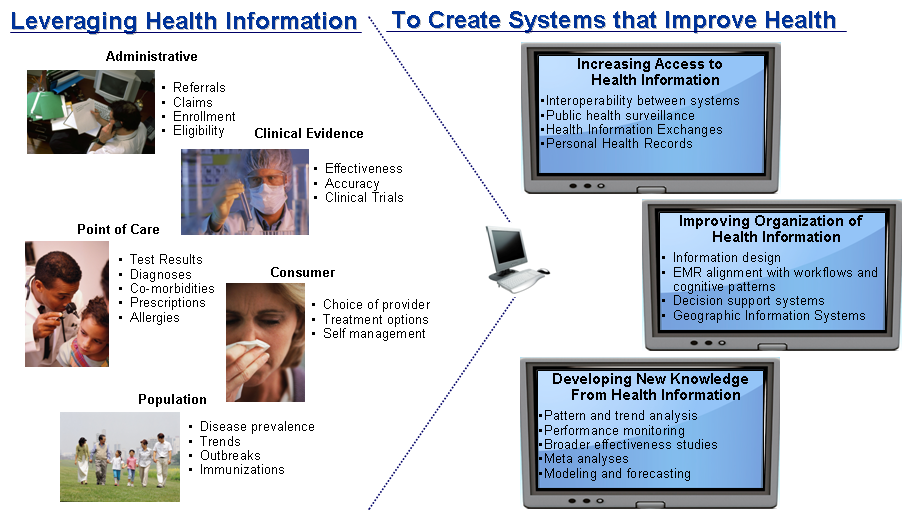 Leveraging Health Information
To Create Systems that Improve Health
Administrative
• Referrals
• Claims
• Enrollment
• Eligibility
Clinical Evidence
• Effectiveness
• Accuracy
• Clinical Trials
Point of Care
• Test Results
• Diagnoses
• Co-morbidities
• Prescriptions
• Allergies
Consumer
• Choice of provider
• Treatment options
• Self management
Population
• Disease prevalence
• Trends
• Outbreaks
• Immunizations
Increasing Access to
Health Information
•Interoperability between systems
•Public health surveillance
•Health Information Exchanges
•Personal Health Records
Improving Organization of
Health Information
• Information design
• EMR alignment with workflows and
cognitive patterns
• Decision support systems
• Geographic Information Systems
Developing New Knowledge
From Health Information
•Pattern and trend analysis
•Performance monitoring
•Broader effectiveness studies
•Meta analyses
•Modeling and forecasting